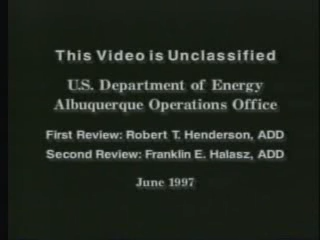 This Video is Unclassified
U.S. Department of Energy
Albuquerque Operations Office
First Review: Robert T. Henderson, ADD
Second Review: Franklin E. Halasz, ADD
June 1997